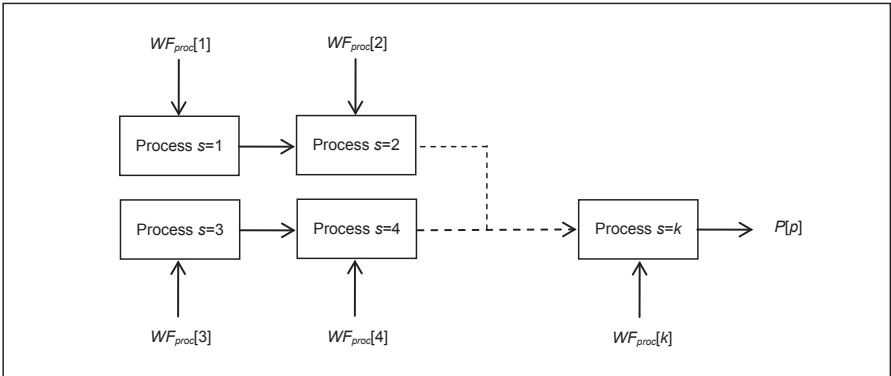 WFproc[1]
WFproc[2]
Process s=1
Process s=2
Process s=3
Process s=4
Process s=k
P[p]
WFproc[3]
WFproc[4]
WFproc[k]